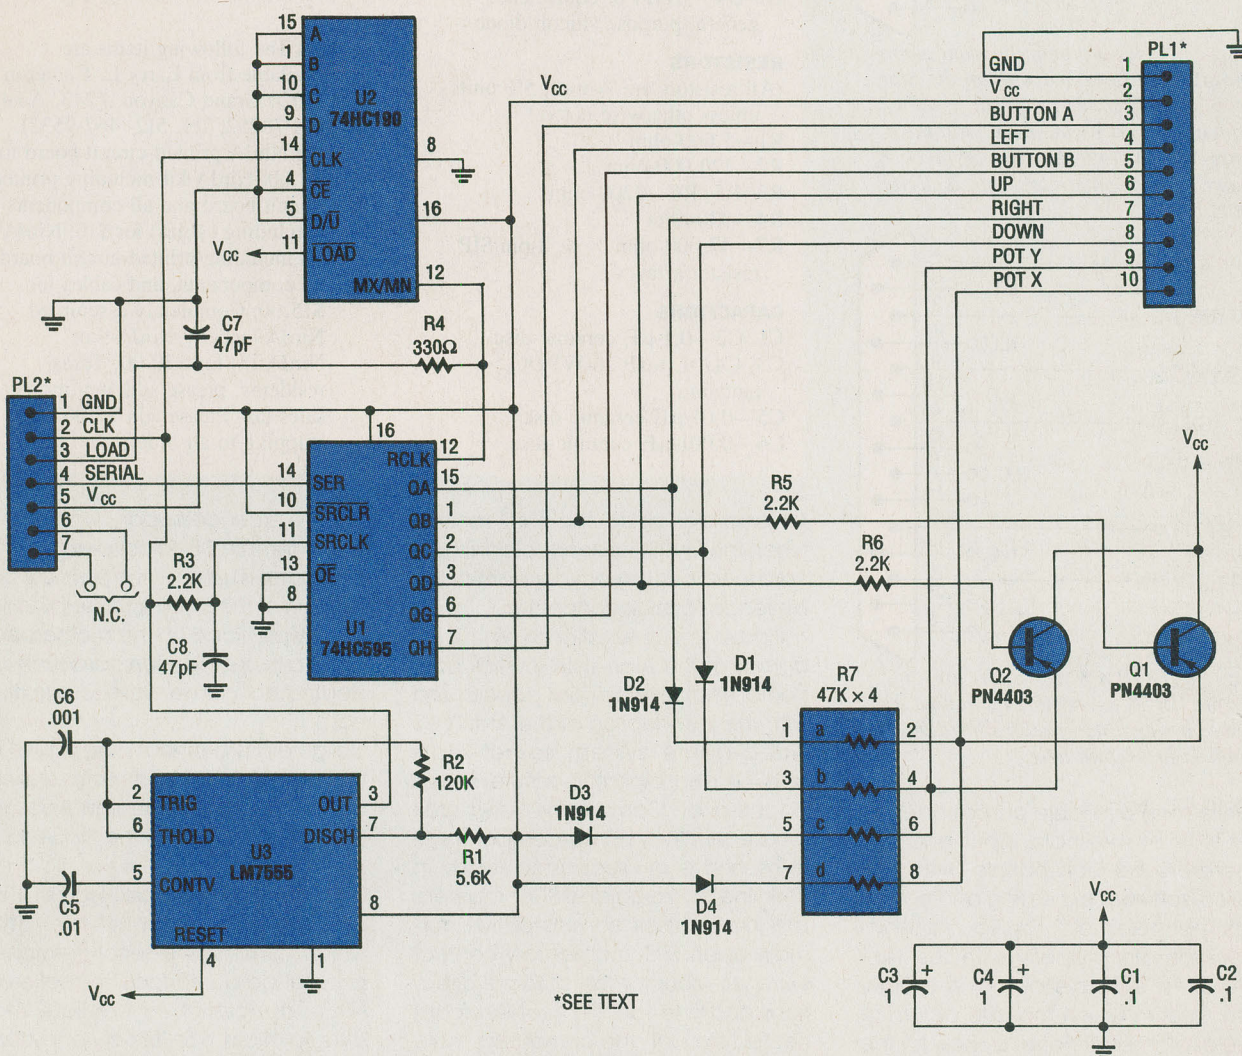 15 A
1 B
10 C
9 D
14 CLK
4 CE
5 D/U
11 LOAD
U2
74HC190
8
16
12
MX/MN
VCC
VCC
PL1*
GND 1
VCC 2
BUTTON A 3
LEFT 4
BUTTON B 5
UP 6
RIGHT 7
DOWN 8
POT Y 9
POT X 10
C7
47pF
R4
330Ω
PL2*
1 GND
2 CLK
3 LOAD
4 SERIAL
5 VCC
6
7
N.C.
R3
2.2K
C8
47pF
16
14 SER
10 SRCLR
11 SRCLK
13 OE
8
U1
74HC595
RCLK 12
QA 15
QB 1
QC 2
QD 3
QG 6
QH 7
R5
2.2K
R6
2.2K
VCC
Q2
PN4403
Q1
PN4403
D2
1N914
D1
1N914
R7
47K × 4
1 a 2
3 b 4
5 c 6
7 d 8
C6
.001
R2
120K
D3
1N914
R1
5.6K
D4
1N914
2 TRIG
6 THOLD
5 CONTV
OUT 3
DISCH 7
8
U3
LM7555
RESET
4
1
C5
.01
VCC
*SEE TEXT
VCC
C3
1
+
C4
1
+
C1
.1
C2
.1